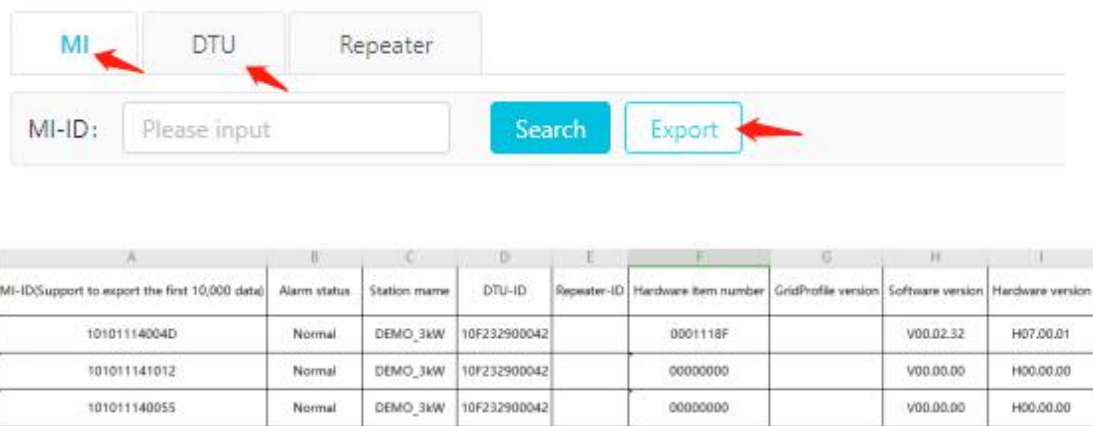 MI DTU Repeater
MI-ID: Please input Search Export
A B C D E F G H I
MI-ID(Support to export the first 10,000 data) Alarm status Station mame DTU-ID Repeater-ID Hardware item number GridProfile version Software version Hardware version
10101114004D Normal DEMO_3kW 10F232900042 0001118F V00.02.32 H07.00.01
101011141012 Normal DEMO_3kW 10F232900042 00000000 V00.00.00 H00.00.00
101011140055 Normal DEMO_3kW 10F232900042 00000000 V00.00.00 H00.00.00